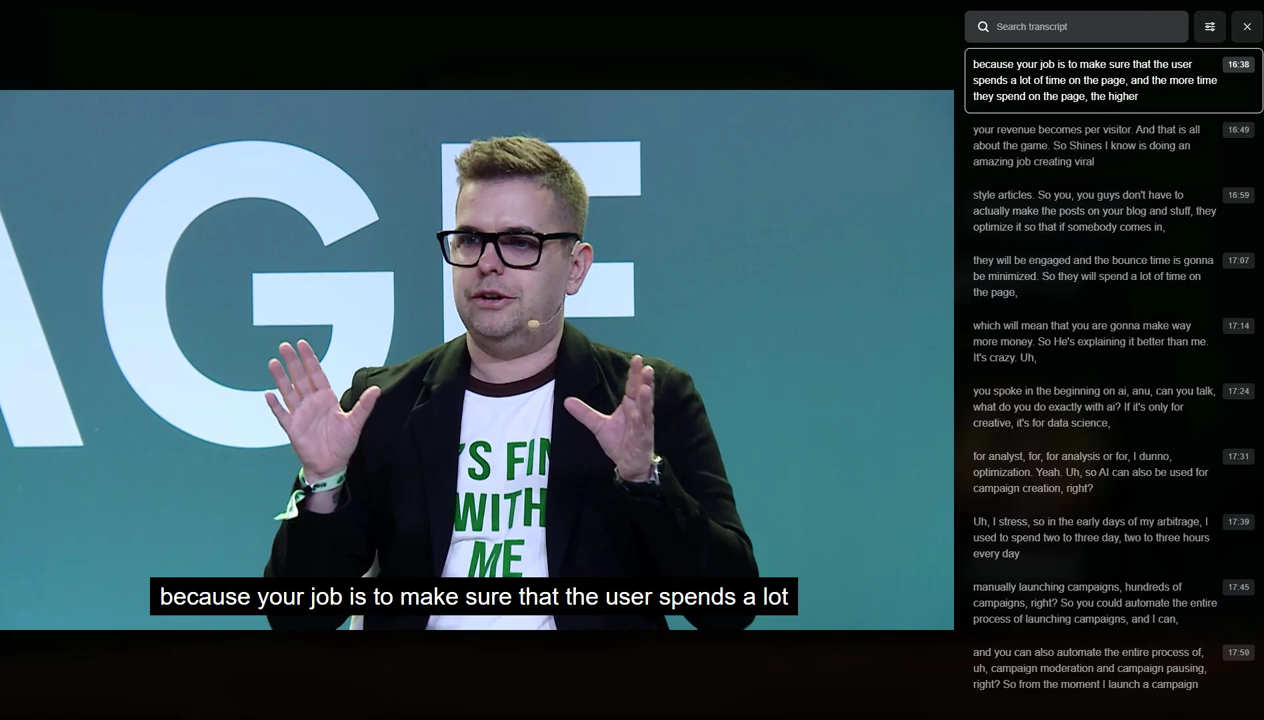 Search transcript
because your job is to make sure that the user
spends a lot of time on the page, and the more time
they spend on the page, the higher
16:38
your revenue becomes per visitor. And that is all
about the game. So Shines I know is doing an
amazing job creating viral
16:49
style articles. So you, you guys don't have to
actually make the posts on your blog and stuff, they
optimize it so that if somebody comes in,
16:59
they will be engaged and the bounce time is gonna
be minimized. So they will spend a lot of time on
the page,
17:07
which will mean that you are gonna make way
more money. So He's explaining it better than me.
It's crazy. Uh,
17:14
you spoke in the beginning on ai, anu, can you talk,
what do you do exactly with ai? If it's only for
creative, it's for data science,
17:24
for analyst, for, for analysis or for, I dunno,
optimization. Yeah. Uh, so AI can also be used for
campaign creation, right?
17:31
Uh, I stress, so in the early days of my arbitrage, I
used to spend two to three day, two to three hours
every day
17:39
manually launching campaigns, hundreds of
campaigns, right? So you could automate the entire
process of launching campaigns, and I can,
17:45
and you can also automate the entire process of,
uh, campaign moderation and campaign pausing,
right? So from the moment I launch a campaign
17:50
AGE
'S FIN
WITH
ME
because your job is to make sure that the user spends a lot